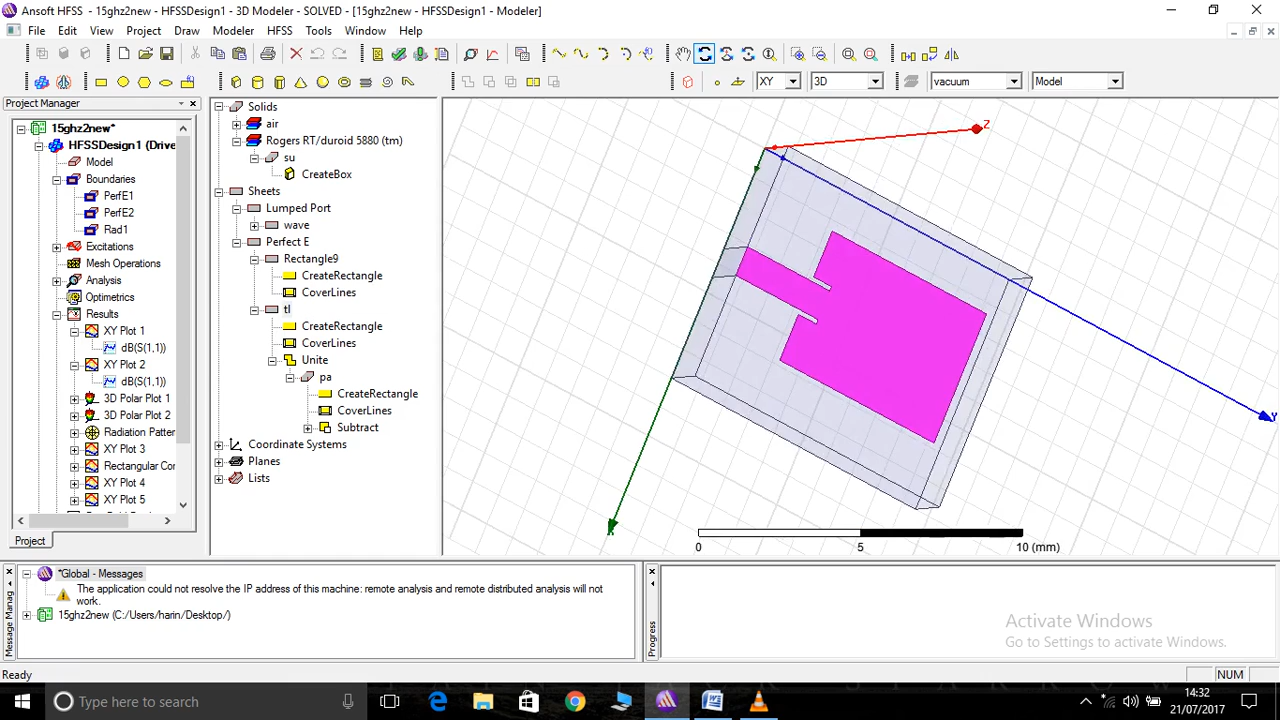 Ansoft HFSS - 15ghz2new - HFSSDesign1 - 3D Modeler - SOLVED - [15ghz2new - HFSSDesign1 - Modeler]
File Edit View Project Draw Modeler HFSS Tools Window Help
XY 3D vacuum Model
Project Manager
15ghz2new*
HFSSDesign1 (Drive
Model
Boundaries
PerfE1
PerfE2
Rad1
Excitations
Mesh Operations
Analysis
Optimetrics
Results
XY Plot 1
dB(S(1,1))
XY Plot 2
dB(S(1,1))
3D Polar Plot 1
3D Polar Plot 2
Radiation Patter
XY Plot 3
Rectangular Cor
XY Plot 4
XY Plot 5
Project
Solids
air
Rogers RT/duroid 5880 (tm)
su
CreateBox
Sheets
Lumped Port
wave
Perfect E
Rectangle9
CreateRectangle
CoverLines
tl
CreateRectangle
CoverLines
Unite
pa
CreateRectangle
CoverLines
Subtract
Coordinate Systems
Planes
Lists
Z
0 5 10 (mm)
Message Manag
*Global - Messages
The application could not resolve the IP address of this machine: remote analysis and remote distributed analysis will not
work.
15ghz2new (C:/Users/harin/Desktop/)
Progress
Activate Windows
Go to Settings to activate Windows.
Ready
NUM
Type here to search
14:32
21/07/2017